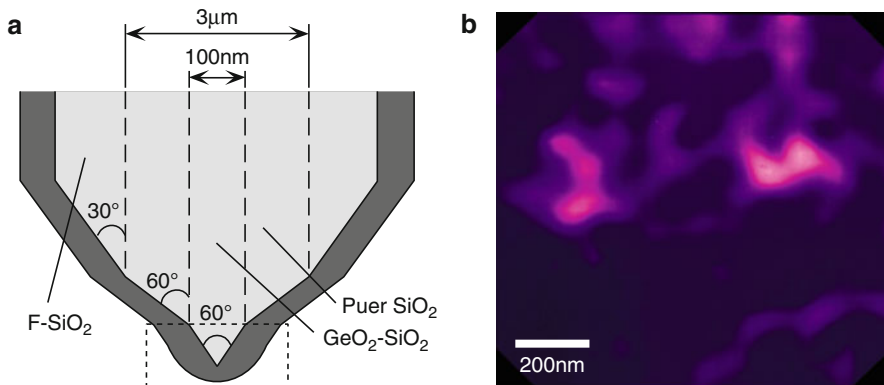 a
3μm
100nm
30°
60°
60°
F-SiO₂
Puer SiO₂
GeO₂-SiO₂
b
200nm